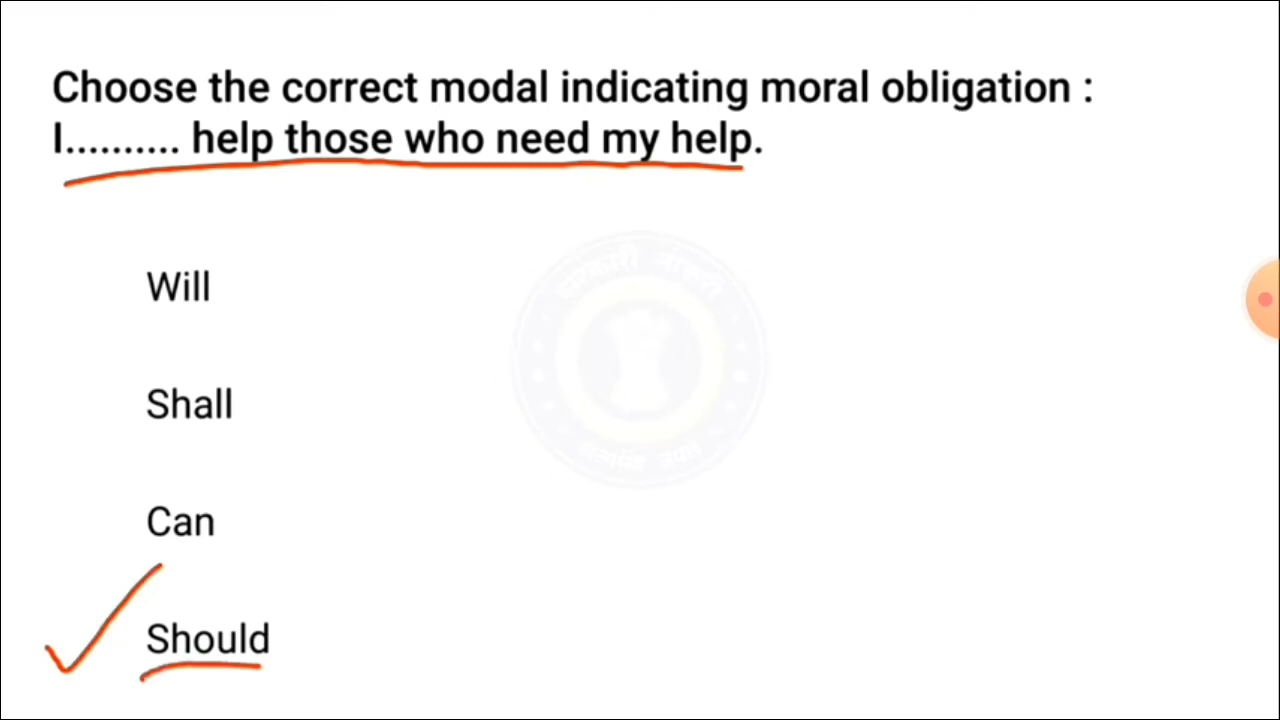 Choose the correct modal indicating moral obligation :
I.......... help those who need my help.
Will
Shall
Can
Should